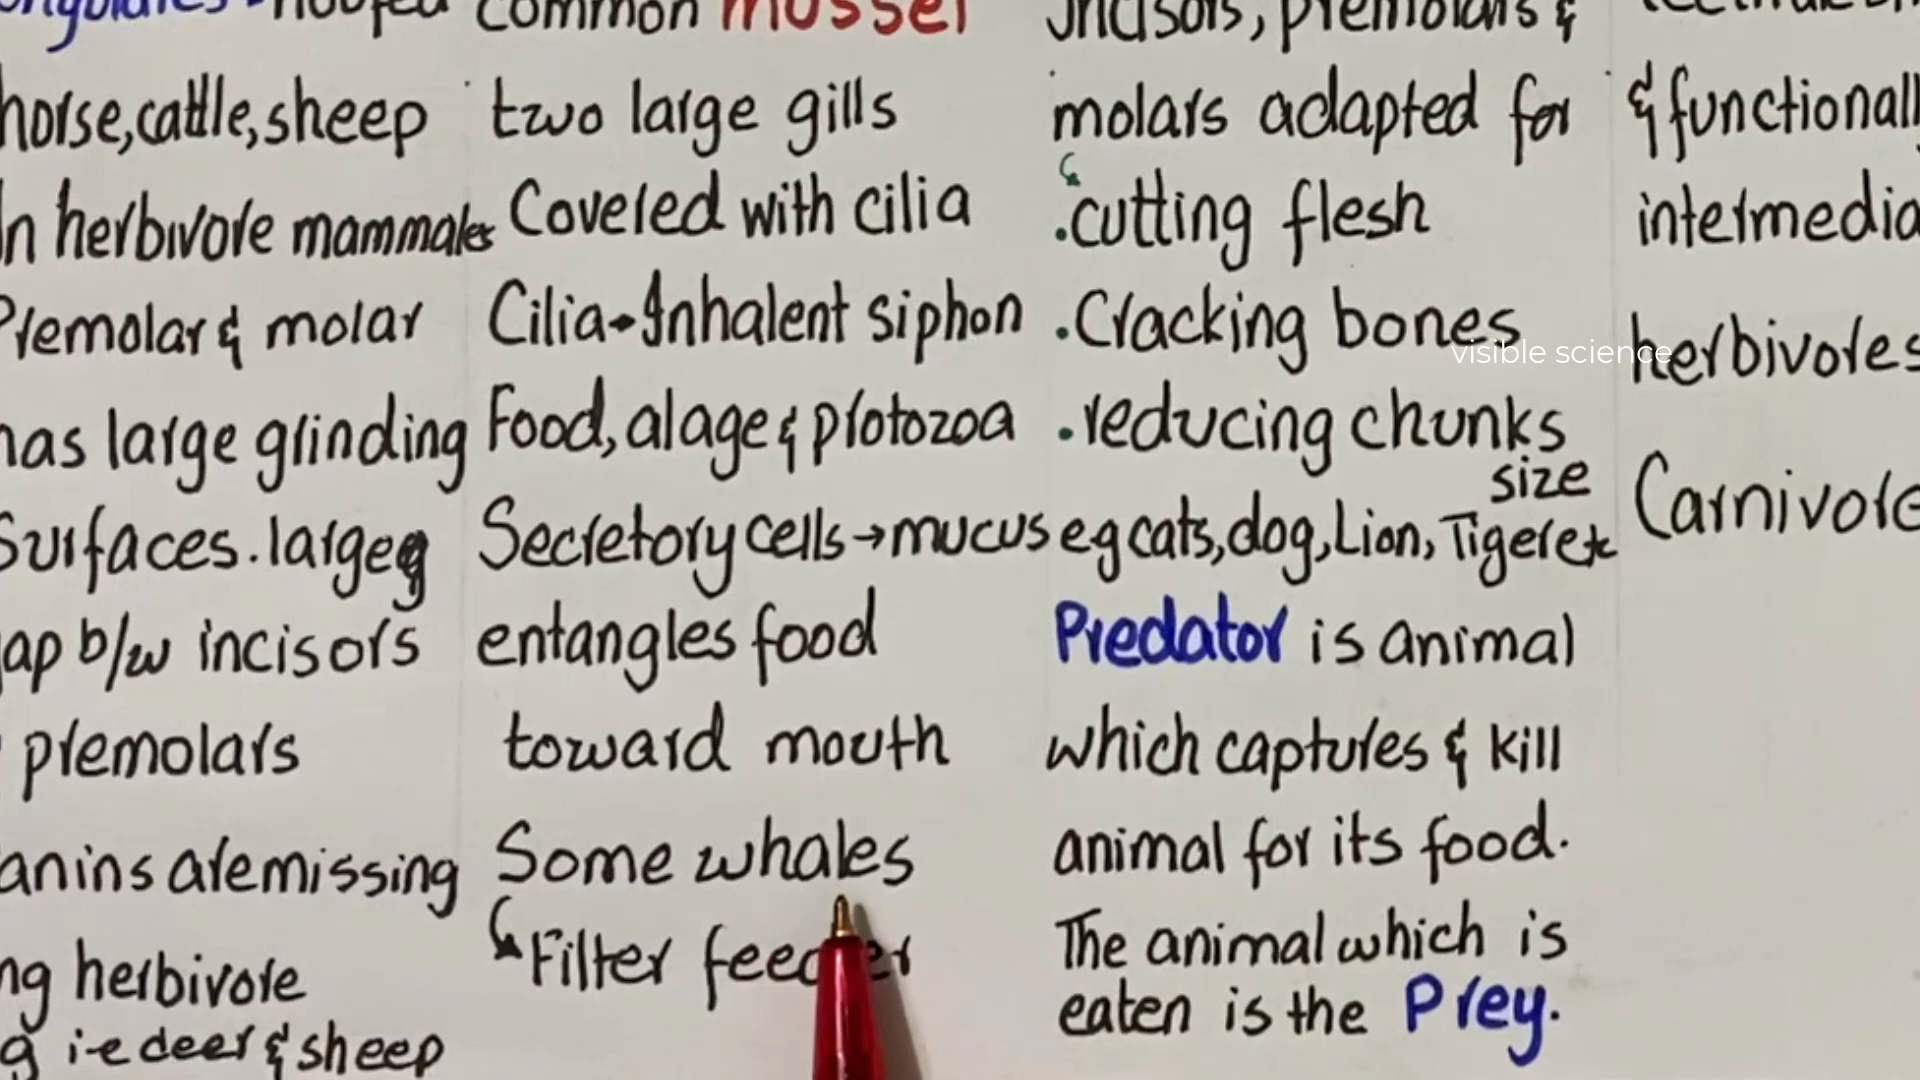 horse, cattle, sheep
In herbivore mammals
Premolar & molar
has large grinding
Surfaces. large
gap b/w incisors
premolars
canins are missing
herbivore
i-e deer & sheep
common mussel
two large gills
Covered with cilia
Cilia → Inhalent siphon
Food, alage & protozoa
Secretory cells → mucus
entangles food
toward mouth
Some whales
Filter feeder
Incisors, premolars &
molars adapted for
.cutting flesh
.Cracking bones
.reducing chunks
size
eg cats, dog, Lion, Tiger etc
Predator is animal
which captures & kill
animal for its food.
The animal which is
eaten is the Prey.
& functionall
intermedia
herbivores
Carnivore
visible science